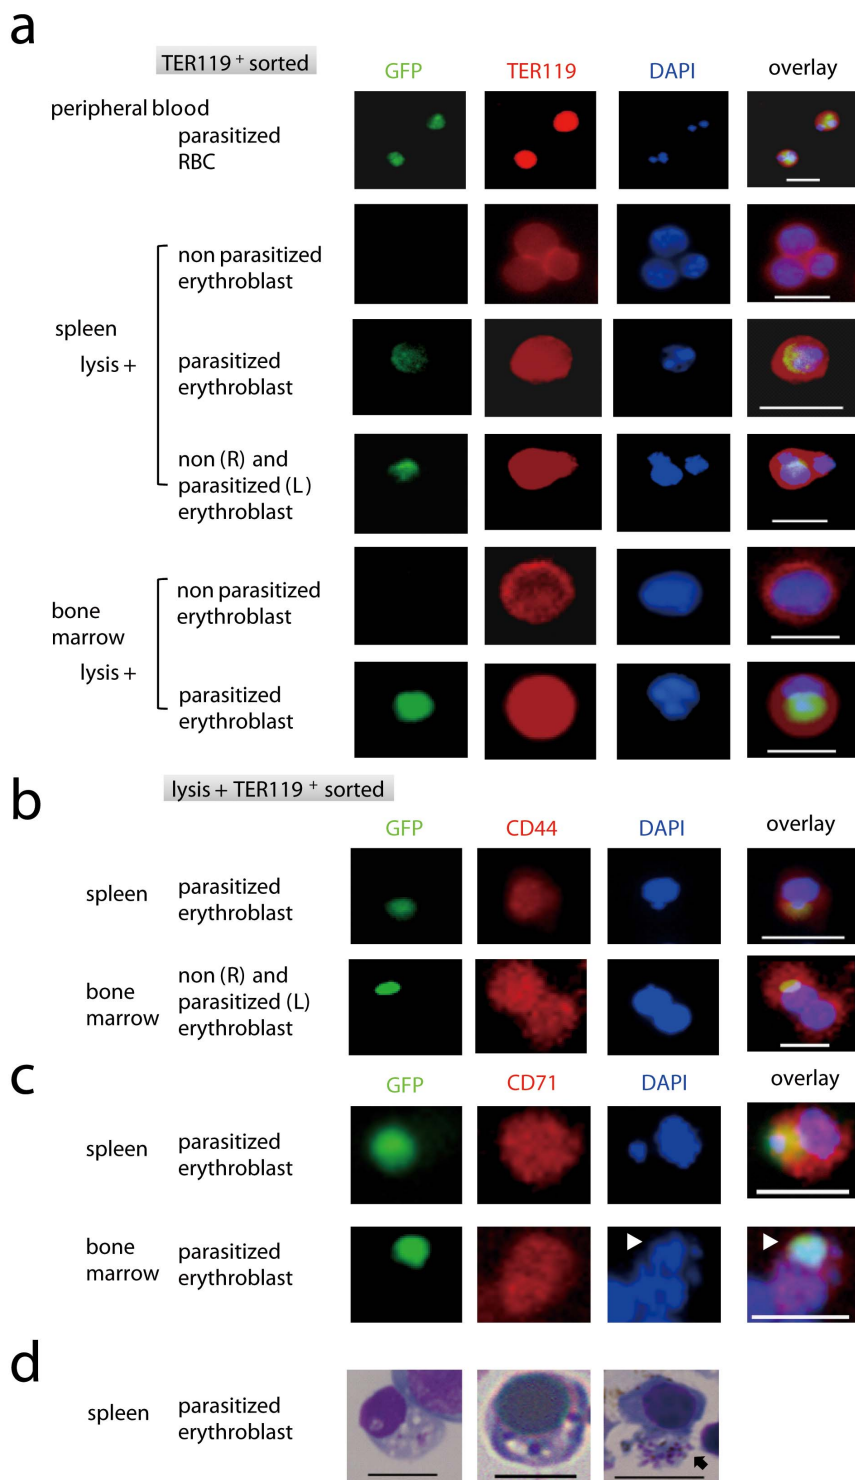 a
TER119 + sorted
GFP TER119 DAPI overlay
peripheral blood
parasitized
RBC
non parasitized
erythroblast
spleen
lysis +
parasitized
erythroblast
non (R) and
parasitized (L)
erythroblast
non parasitized
erythroblast
bone
marrow
lysis +
parasitized
erythroblast
b
lysis + TER119 + sorted
GFP CD44 DAPI overlay
spleen parasitized
erythroblast
bone
marrow
non (R) and
parasitized (L)
erythroblast
c
GFP CD71 DAPI overlay
spleen parasitized
erythroblast
bone
marrow
parasitized
erythroblast
d
spleen parasitized
erythroblast